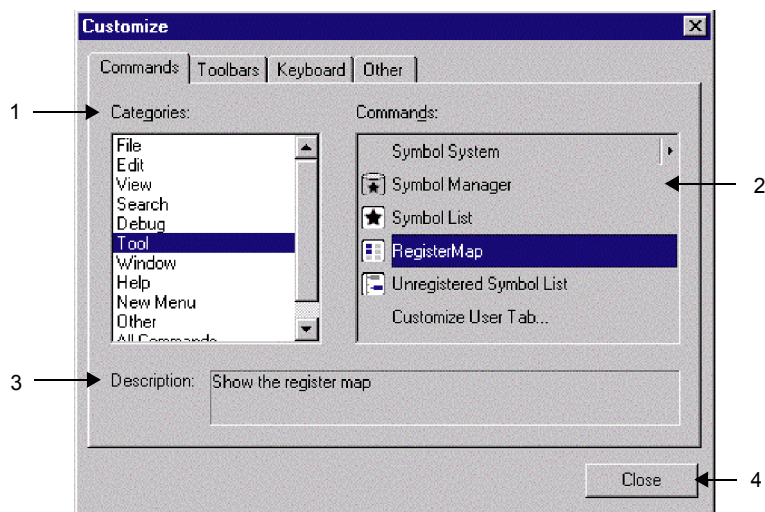 Customize
Commands Toolbars Keyboard Other
1 Categories: Commands:
File
Edit
View
Search
Debug
Tool
Window
Help
New Menu
Other
All Commands
Symbol System
Symbol Manager 2
Symbol List
RegisterMap
Unregistered Symbol List
Customize User Tab...
3 Description: Show the register map
Close 4